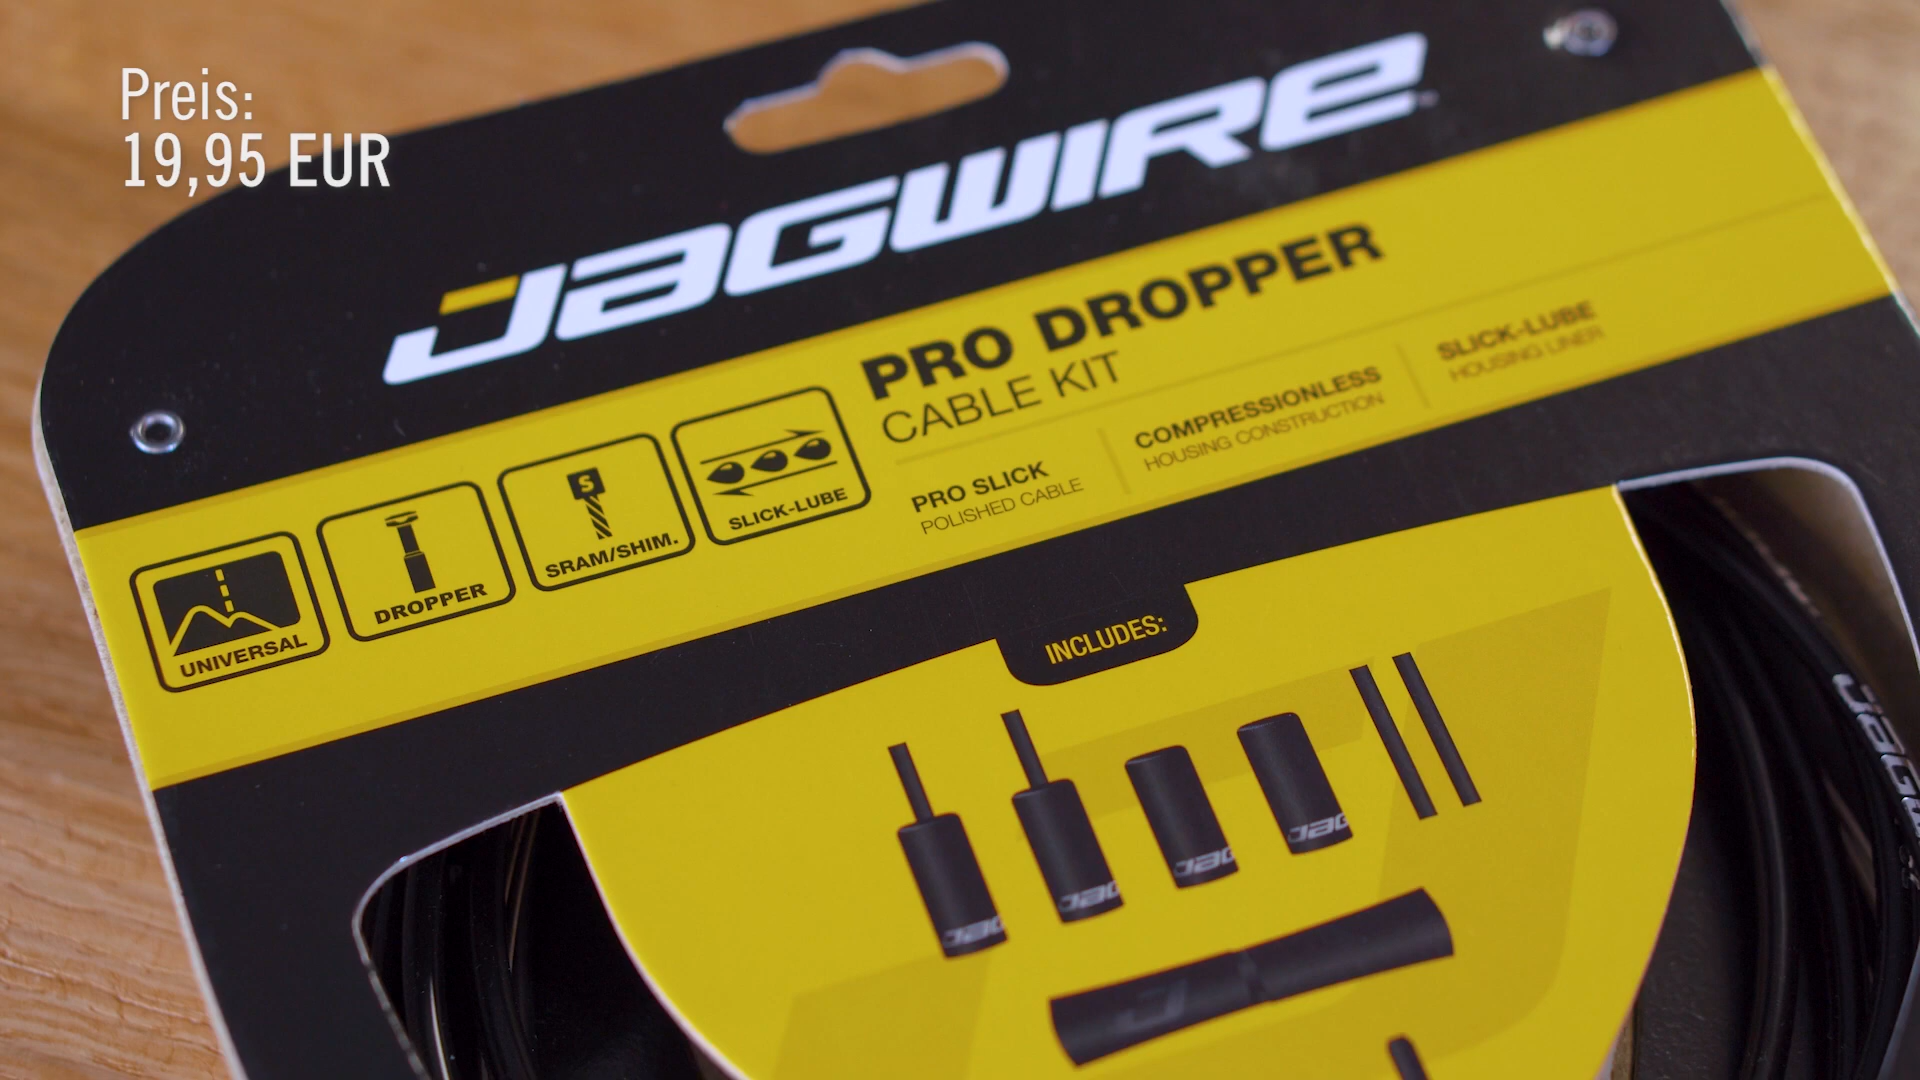 Preis:
19,95 EUR
JAGWIRE
PRO DROPPER
CABLE KIT
PRO SLICK
POLISHED CABLE
COMPRESSIONLESS
HOUSING CONSTRUCTION
SLICK-LUBE
HOUSING LINER
UNIVERSAL
DROPPER
S
SRAM/SHIM.
SLICK-LUBE
INCLUDES: